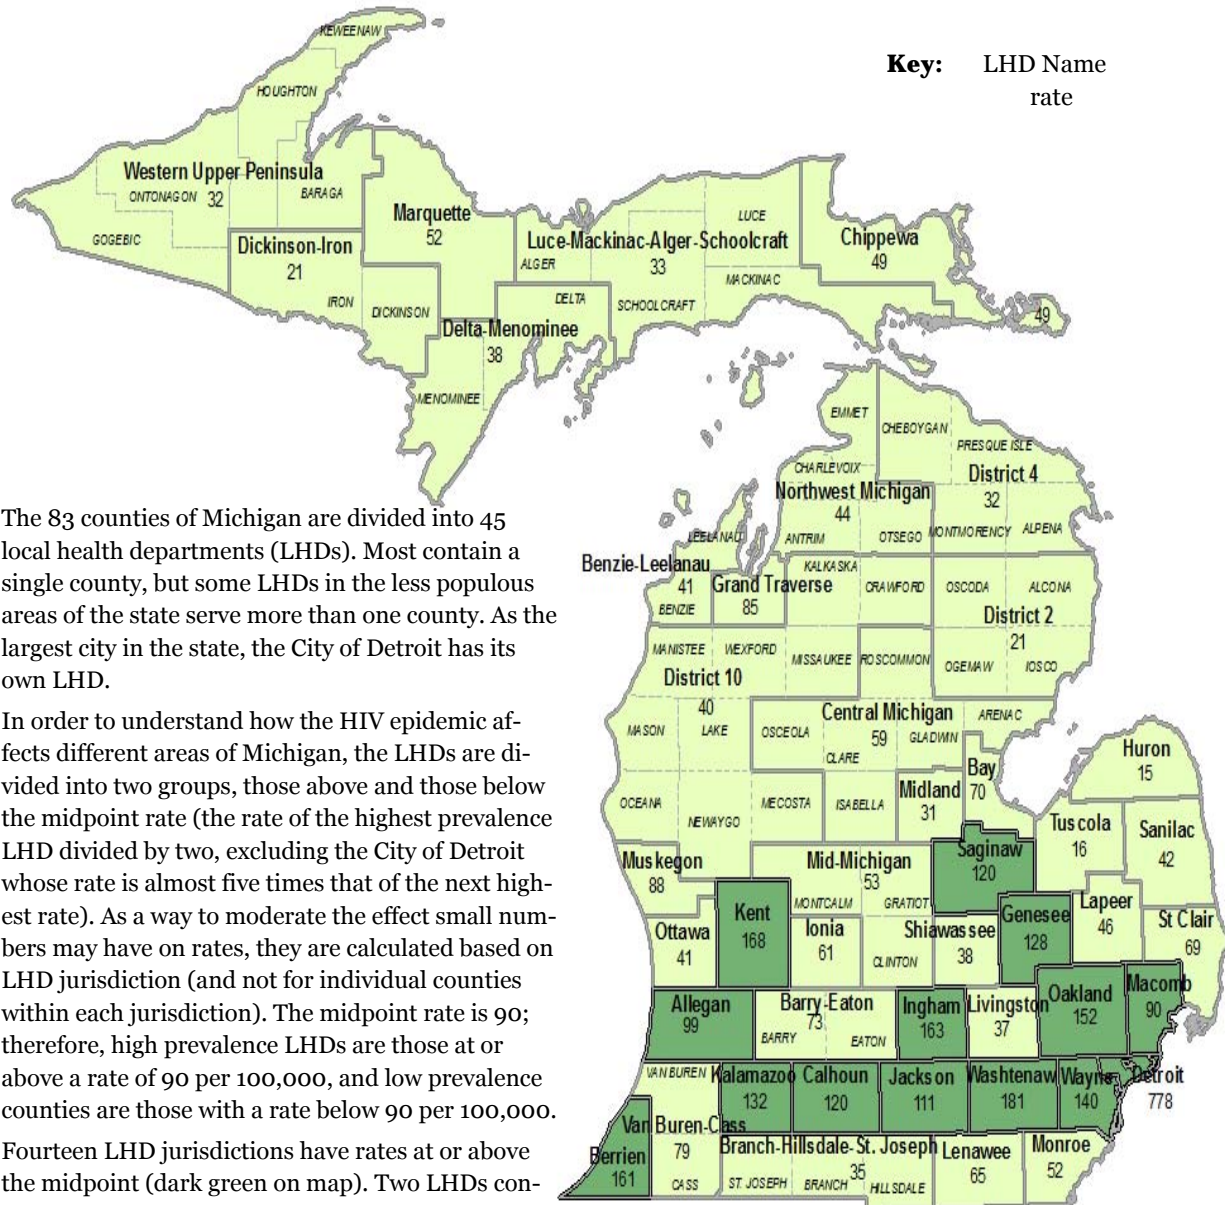 Key: LHD Name
rate
KEWEENAW
HOUGHTON
Western Upper Peninsula
ONTONAGON 32
BARAGA
GOGEBIC
Marquette
52
Dickinson-Iron
21
IRON
DICKINSON
Luce-Mackinac-Alger-Schoolcraft
33
LUCE
ALGER
MACKINAC
SCHOOLCRAFT
Chippewa
49
49
DELTA
Delta-Menominee
38
MENOMINEE
The 83 counties of Michigan are divided into 45
local health departments (LHDs). Most contain a
single county, but some LHDs in the less populous
areas of the state serve more than one county. As the
largest city in the state, the City of Detroit has its
own LHD.
In order to understand how the HIV epidemic af-
fects different areas of Michigan, the LHDs are di-
vided into two groups, those above and those below
the midpoint rate (the rate of the highest prevalence
LHD divided by two, excluding the City of Detroit
whose rate is almost five times that of the next high-
est rate). As a way to moderate the effect small num-
bers may have on rates, they are calculated based on
LHD jurisdiction (and not for individual counties
within each jurisdiction). The midpoint rate is 90;
therefore, high prevalence LHDs are those at or
above a rate of 90 per 100,000, and low prevalence
counties are those with a rate below 90 per 100,000.
Fourteen LHD jurisdictions have rates at or above
the midpoint (dark green on map). Two LHDs con-
EMMET
CHEBOYGAN
PRESQUE ISLE
CHARLEVOIX
District 4
32
Northwest Michigan
44
ANTRIM
OTSEGO
MONTMORENCY
ALPENA
LEELANAU
Benzie-Leelanau
41
BENZIE
Grand Traverse
85
KALKASKA
CRAWFORD
OSCODA
ALCONA
District 2
21
OGEMAW
IOSCO
MANISTEE
WEXFORD
MISSAUKEE
ROSCOMMON
District 10
40
MASON
LAKE
OSCEOLA
Central Michigan
59
CLARE
GLADWIN
ARENAC
Huron
15
Bay
70
Midland
31
OCEANA
NEWAYGO
MECOSTA
ISABELLA
Tuscola
16
Sanilac
42
Muskegon
88
Mid-Michigan
53
MONTCALM
GRATIOT
Saginaw
120
Kent
168
Ottawa
41
Ionia
61
CLINTON
Shiawassee
38
Genesee
128
Lapeer
46
St Clair
69
Allegan
99
Barry-Eaton
73
BARRY
EATON
Ingham
163
Livingston
37
Oakland
152
Macomb
90
VAN BUREN
Kalamazoo
132
Calhoun
120
Jackson
111
Washtenaw
181
Wayne
140
Detroit
778
Berrien
161
Van Buren-Cass
79
CASS
Branch-Hillsdale-St. Joseph
35
ST. JOSEPH
BRANCH
HILLSDALE
Lenawee
65
Monroe
52